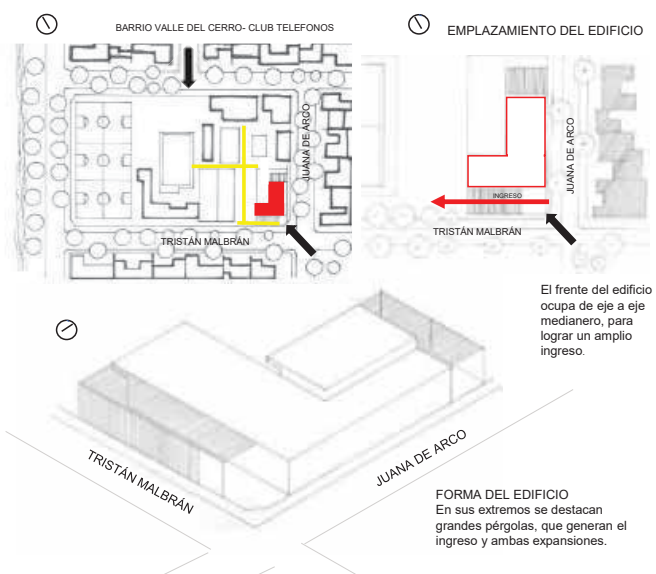 BARRIO VALLE DEL CERRO- CLUB TELEFONOS
JUANA DE ARCO
TRISTÁN MALBRÁN
EMPLAZAMIENTO DEL EDIFICIO
JUANA DE ARCO
INGRESO
TRISTÁN MALBRÁN
El frente del edificio
ocupa de eje a eje
medianero, para
lograr un amplio
ingreso.
TRISTÁN MALBRÁN
JUANA DE ARCO
FORMA DEL EDIFICIO
En sus extremos se destacan
grandes pérgolas, que generan el
ingreso y ambas expansiones.